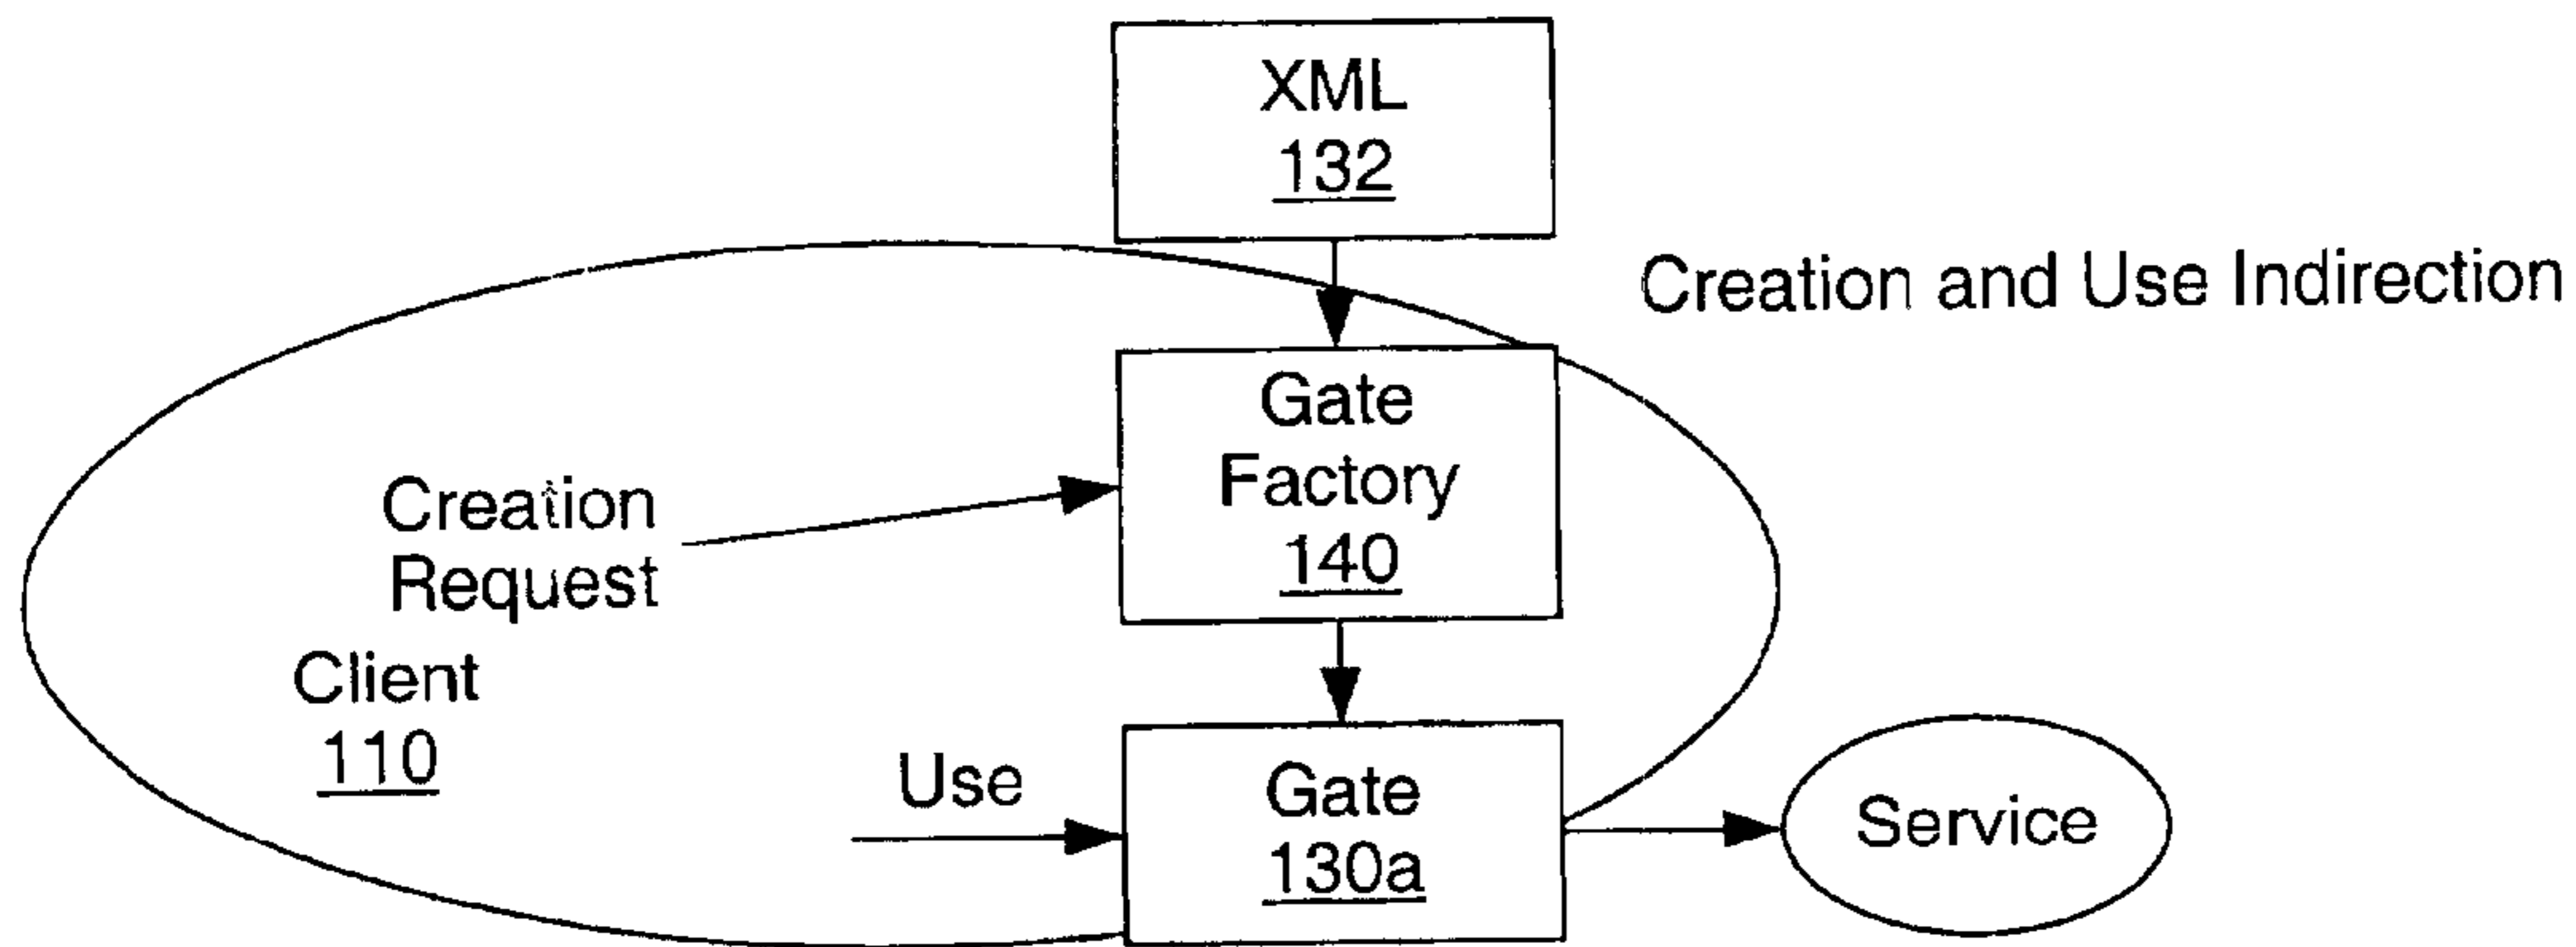 XML
132
Creation and Use Indirection
Gate
Factory
140
Creation
Request
Client
110
Use
Gate
130a
Service